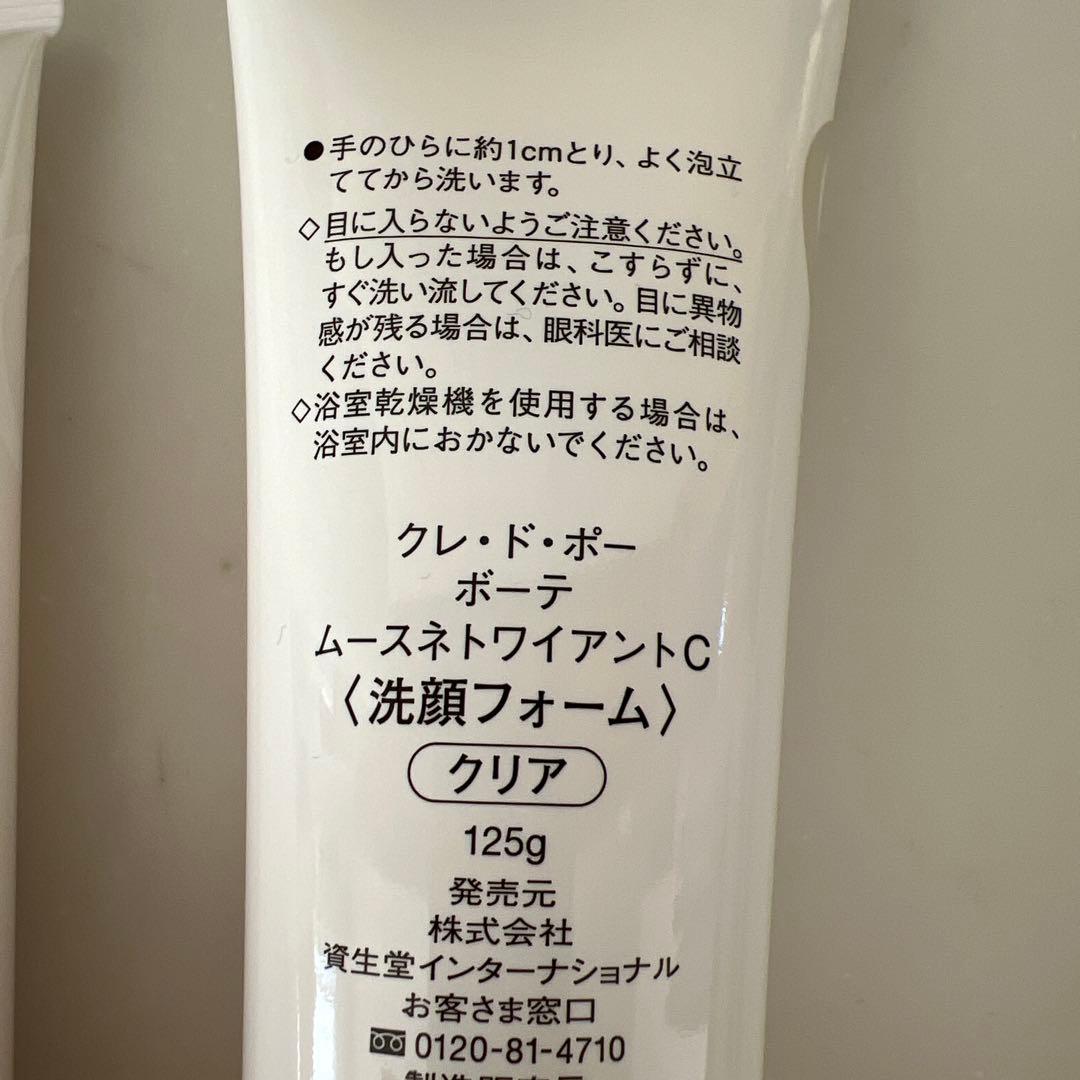 ●手のひらに約1cmとり、よく泡立
ててから洗います。
◇目に入らないようご注意ください。
もし入った場合は、こすらずに、
すぐ洗い流してください。目に異物
感が残る場合は、眼科医にご相談
ください。
◇浴室乾燥機を使用する場合は、
浴室内におかないでください。
クレ・ド・ポー
ボーテ
ムースネトワイアントC
〈洗顔フォーム〉
クリア
125g
発売元
株式会社
資生堂インターナショナル
お客さま窓口
0120-81-4710